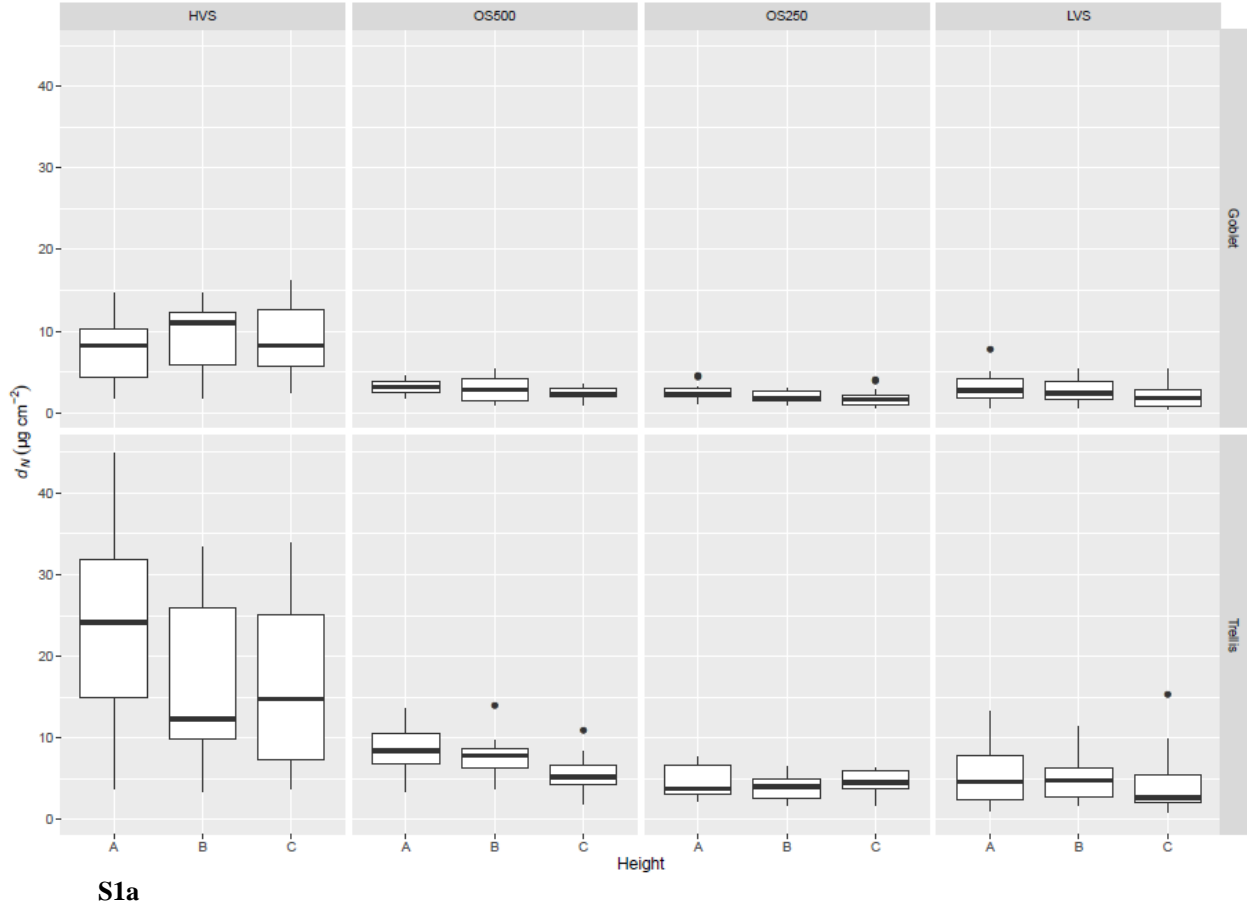 HVS OS500 OS250 LVS
40
30
20
10
0
Goblet
d_N (µg cm⁻²)
40
30
20
10
0
Trellis
A B C A B C A B C A B C
Height
S1a